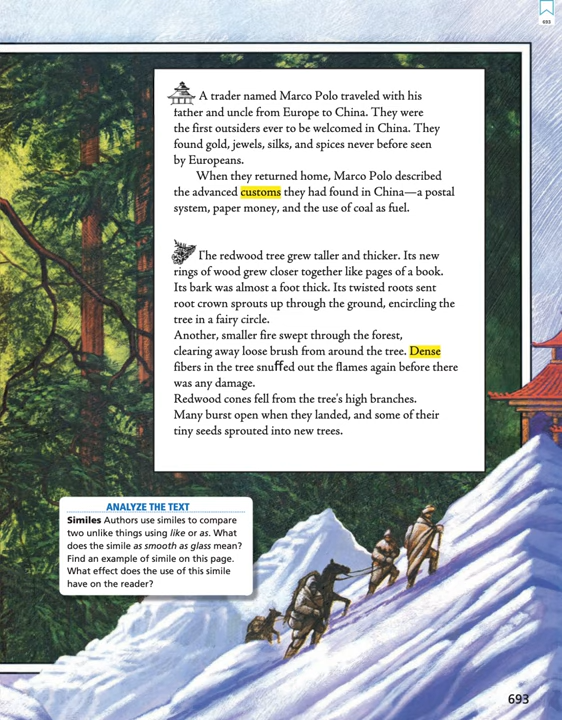 693
A trader named Marco Polo traveled with his
father and uncle from Europe to China. They were
the first outsiders ever to be welcomed in China. They
found gold, jewels, silks, and spices never before seen
by Europeans.
When they returned home, Marco Polo described
the advanced customs they had found in China—a postal
system, paper money, and the use of coal as fuel.
The redwood tree grew taller and thicker. Its new
rings of wood grew closer together like pages of a book.
Its bark was almost a foot thick. Its twisted roots sent
root crown sprouts up through the ground, encircling the
tree in a fairy circle.
Another, smaller fire swept through the forest,
clearing away loose brush from around the tree. Dense
fibers in the tree snuffed out the flames again before there
was any damage.
Redwood cones fell from the tree's high branches.
Many burst open when they landed, and some of their
tiny seeds sprouted into new trees.
ANALYZE THE TEXT
Similes Authors use similes to compare
two unlike things using like or as. What
does the simile as smooth as glass mean?
Find an example of simile on this page.
What effect does the use of this simile
have on the reader?
693